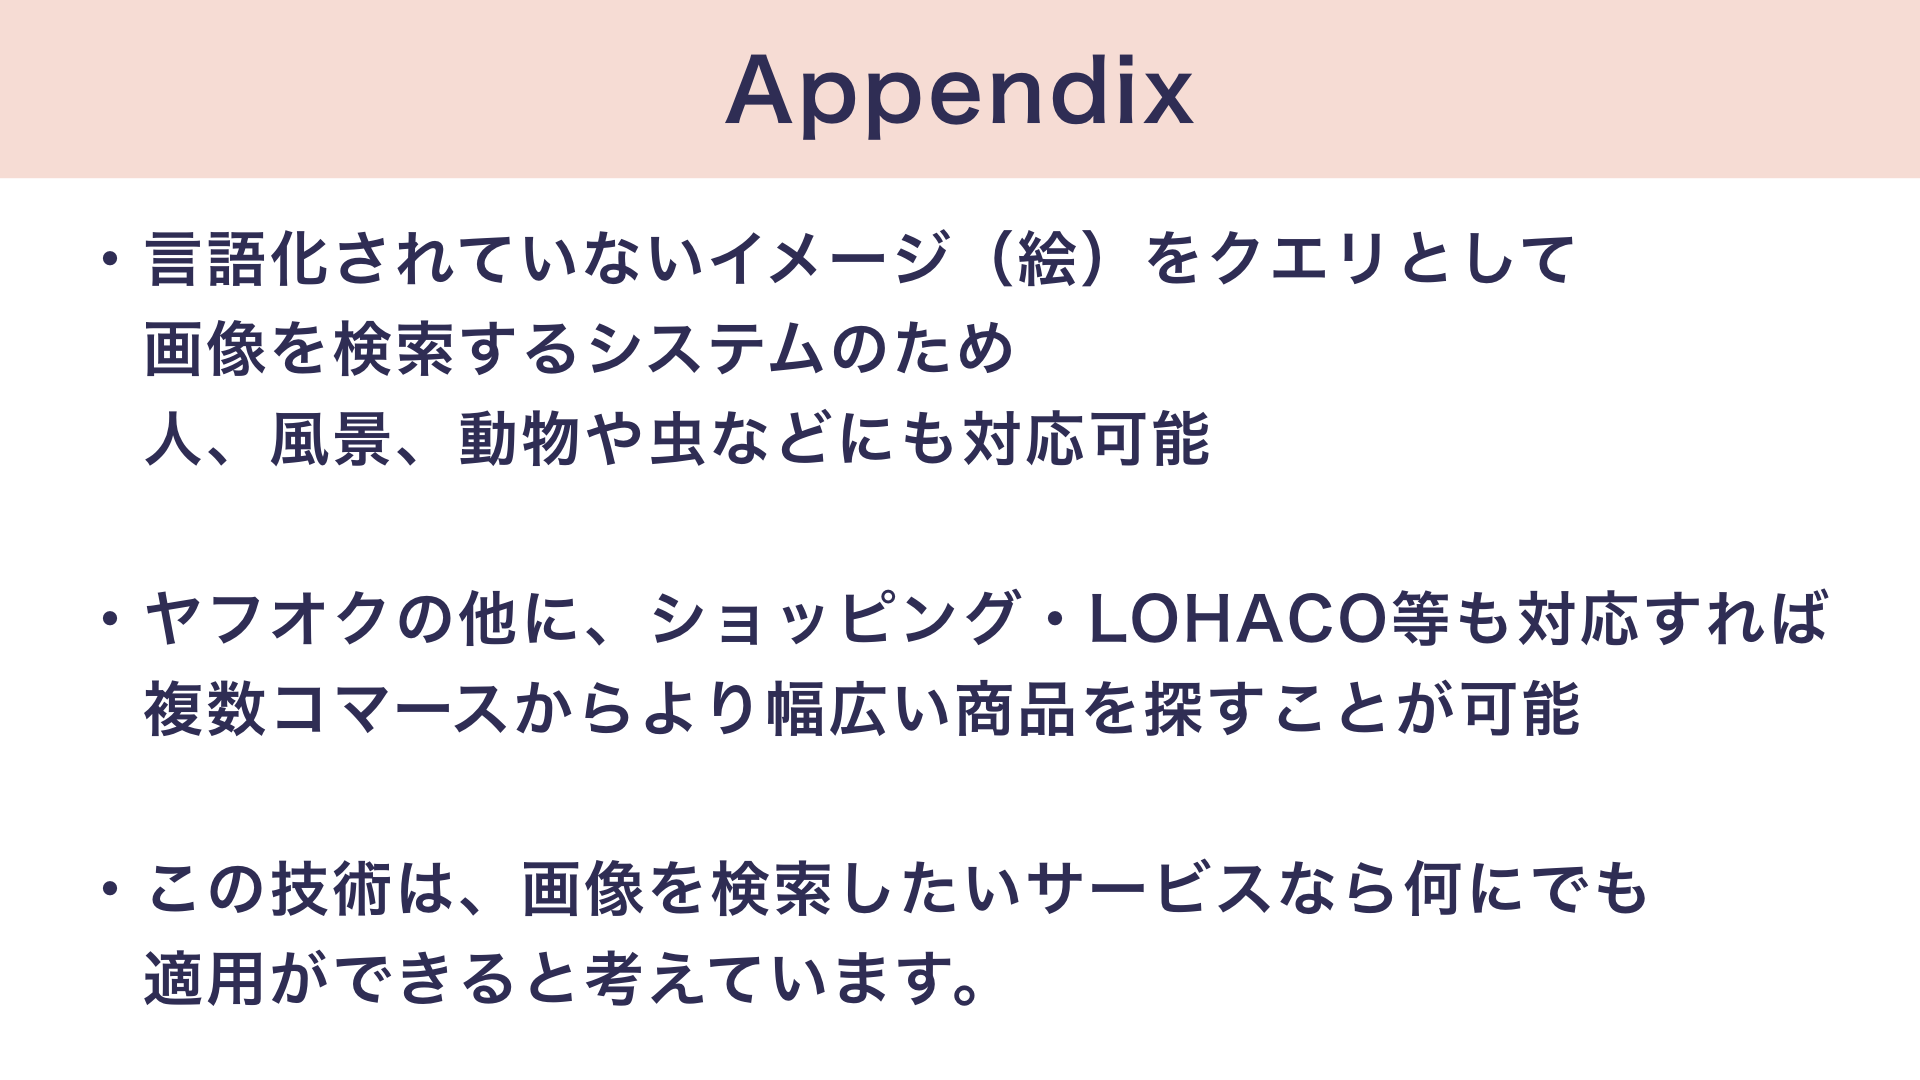 Appendix
・言語化されていないイメージ（絵）をクエリとして
画像を検索するシステムのため
人、風景、動物や虫などにも対応可能
・ヤフオクの他に、ショッピング・LOHACO等も対応すれば
複数コマースからより幅広い商品を探すことが可能
・この技術は、画像を検索したいサービスなら何にでも
適用ができると考えています。